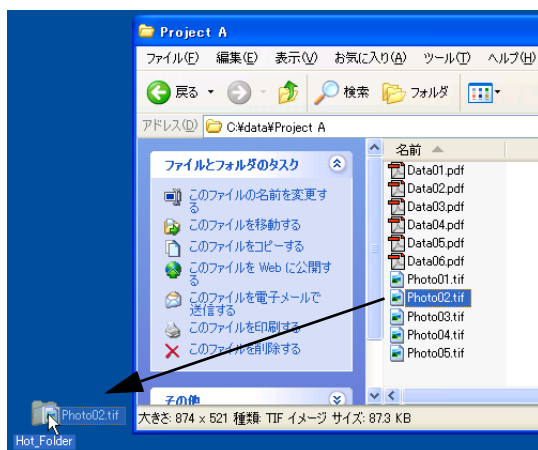 Project A
ファイル(F) 編集(E) 表示(V) お気に入り(A) ツール(T) ヘルプ(H)
戻る 検索 フォルダ
アドレス(D) C:¥data¥Project A
ファイルとフォルダのタスク
このファイルの名前を変更す
る
このファイルを移動する
このファイルをコピーする
このファイルを Web に公開す
る
このファイルを電子メールで
送信する
このファイルを印刷する
このファイルを削除する
その他
名前
Data01.pdf
Data02.pdf
Data03.pdf
Data04.pdf
Data05.pdf
Data06.pdf
Photo01.tif
Photo02.tif
Photo03.tif
Photo04.tif
Photo05.tif
大きさ: 874 x 521 種類: TIF イメージ サイズ: 87.3 KB
Photo02.tif
Hot_Folder